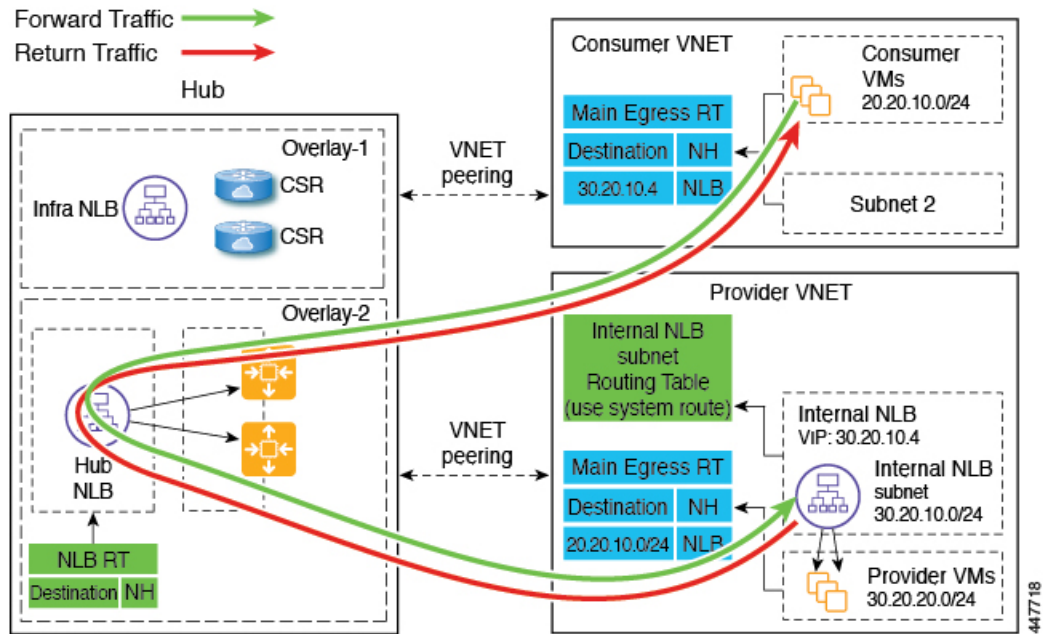 Forward Traffic
Return Traffic
Hub
Overlay-1
Infra NLB
CSR
CSR
Overlay-2
Hub
NLB
NLB RT
Destination NH
VNET
peering
VNET
peering
Consumer VNET
Consumer
VMs
20.20.10.0/24
Main Egress RT
Destination NH
30.20.10.4 NLB
Subnet 2
Provider VNET
Internal NLB
subnet
Routing Table
(use system route)
Internal NLB
VIP: 30.20.10.4
Internal NLB
subnet
30.20.10.0/24
Main Egress RT
Destination NH
20.20.10.0/24 NLB
Provider VMs
30.20.20.0/24
447718